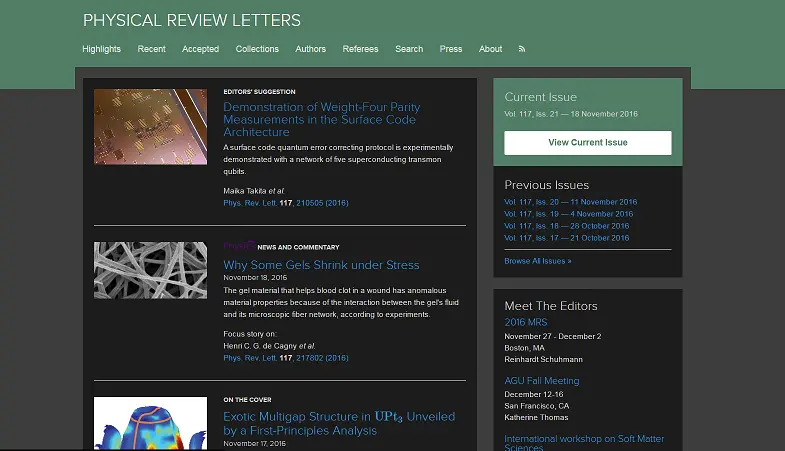 PHYSICAL REVIEW LETTERS
Highlights Recent Accepted Collections Authors Referees Search Press About
EDITORS' SUGGESTION
Demonstration of Weight-Four Parity
Measurements in the Surface Code
Architecture
A surface code quantum error correcting protocol is experimentally
demonstrated with a network of five superconducting transmon
qubits.
Maika Takita et al.
Phys. Rev. Lett. 117, 210505 (2016)
NEWS AND COMMENTARY
Why Some Gels Shrink under Stress
November 18, 2016
The gel material that helps blood clot in a wound has anomalous
material properties because of the interaction between the gel's fluid
and its microscopic fiber network, according to experiments.
Focus story on:
Henri C. G. de Cagny et al.
Phys. Rev. Lett. 117, 217802 (2016)
ON THE COVER
Exotic Multigap Structure in UPt₃ Unveiled
by a First-Principles Analysis
November 17, 2016
Current Issue
Vol. 117, Iss. 21 — 18 November 2016
View Current Issue
Previous Issues
Vol. 117, Iss. 20 — 11 November 2016
Vol. 117, Iss. 19 — 4 November 2016
Vol. 117, Iss. 18 — 28 October 2016
Vol. 117, Iss. 17 — 21 October 2016
Browse All Issues »
Meet The Editors
2016 MRS
November 27 - December 2
Boston, MA
Reinhardt Schuhmann
AGU Fall Meeting
December 12-16
San Francisco, CA
Katherine Thomas
International workshop on Soft Matter
Sciences